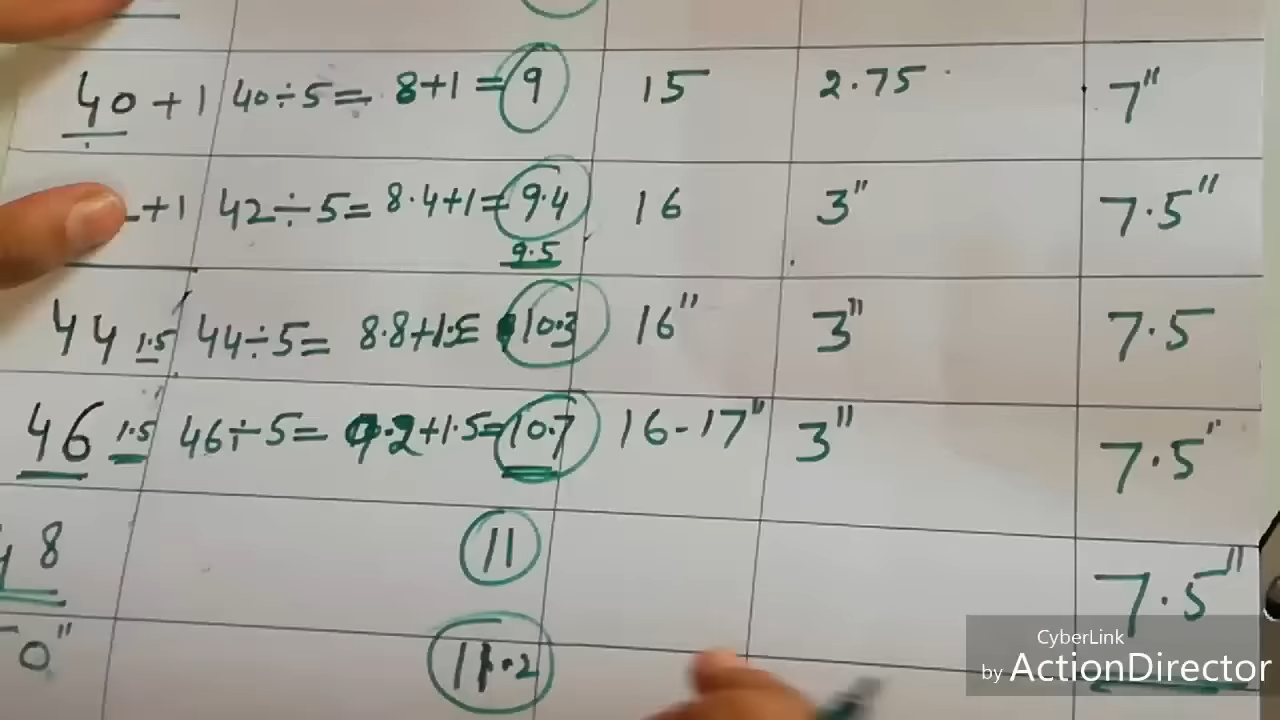 40 + 1 40÷5= 8+1 = 9 15 2.75 7"
+1 42÷5= 8.4+1= 9.4 16 3" 7.5"
9.5
44 1.5 44÷5= 8.8+1.5 10.3 16" 3" 7.5
46 1.5 46÷5= 9.2+1.5= 10.7 16-17" 3" 7.5"
8 11 7.5"
0" 11.2
CyberLink
by ActionDirector